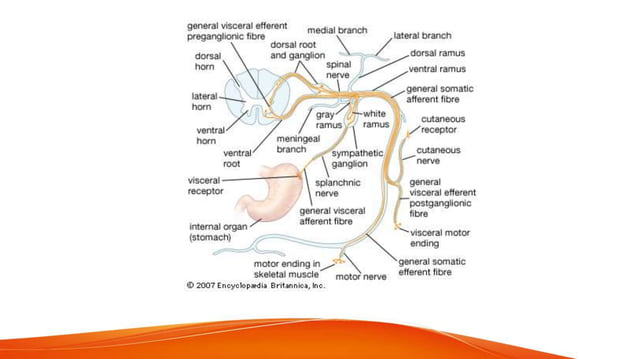 general visceral efferent
preganglionic fibre
medial branch
lateral branch
dorsal root
and ganglion
dorsal ramus
dorsal
horn
spinal
nerve
ventral ramus
general somatic
afferent fibre
lateral
horn
gray
ramus
white
ramus
cutaneous
receptor
ventral
horn
meningeal
branch
ventral
root
sympathetic
ganglion
cutaneous
nerve
visceral
receptor
splanchnic
nerve
general
visceral efferent
postganglionic
fibre
general visceral
afferent fibre
internal organ
(stomach)
visceral motor
ending
motor ending in
skeletal muscle
motor nerve
general somatic
efferent fibre
© 2007 Encyclopædia Britannica, Inc.